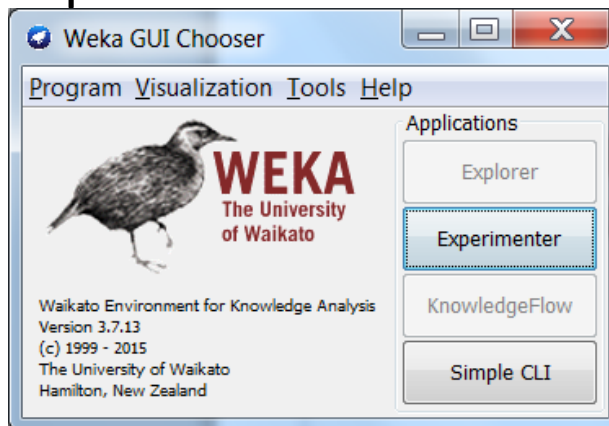 Weka GUI Chooser
Program Visualization Tools Help
Applications
WEKA
The University
of Waikato
Explorer
Experimenter
KnowledgeFlow
Simple CLI
Waikato Environment for Knowledge Analysis
Version 3.7.13
(c) 1999 - 2015
The University of Waikato
Hamilton, New Zealand